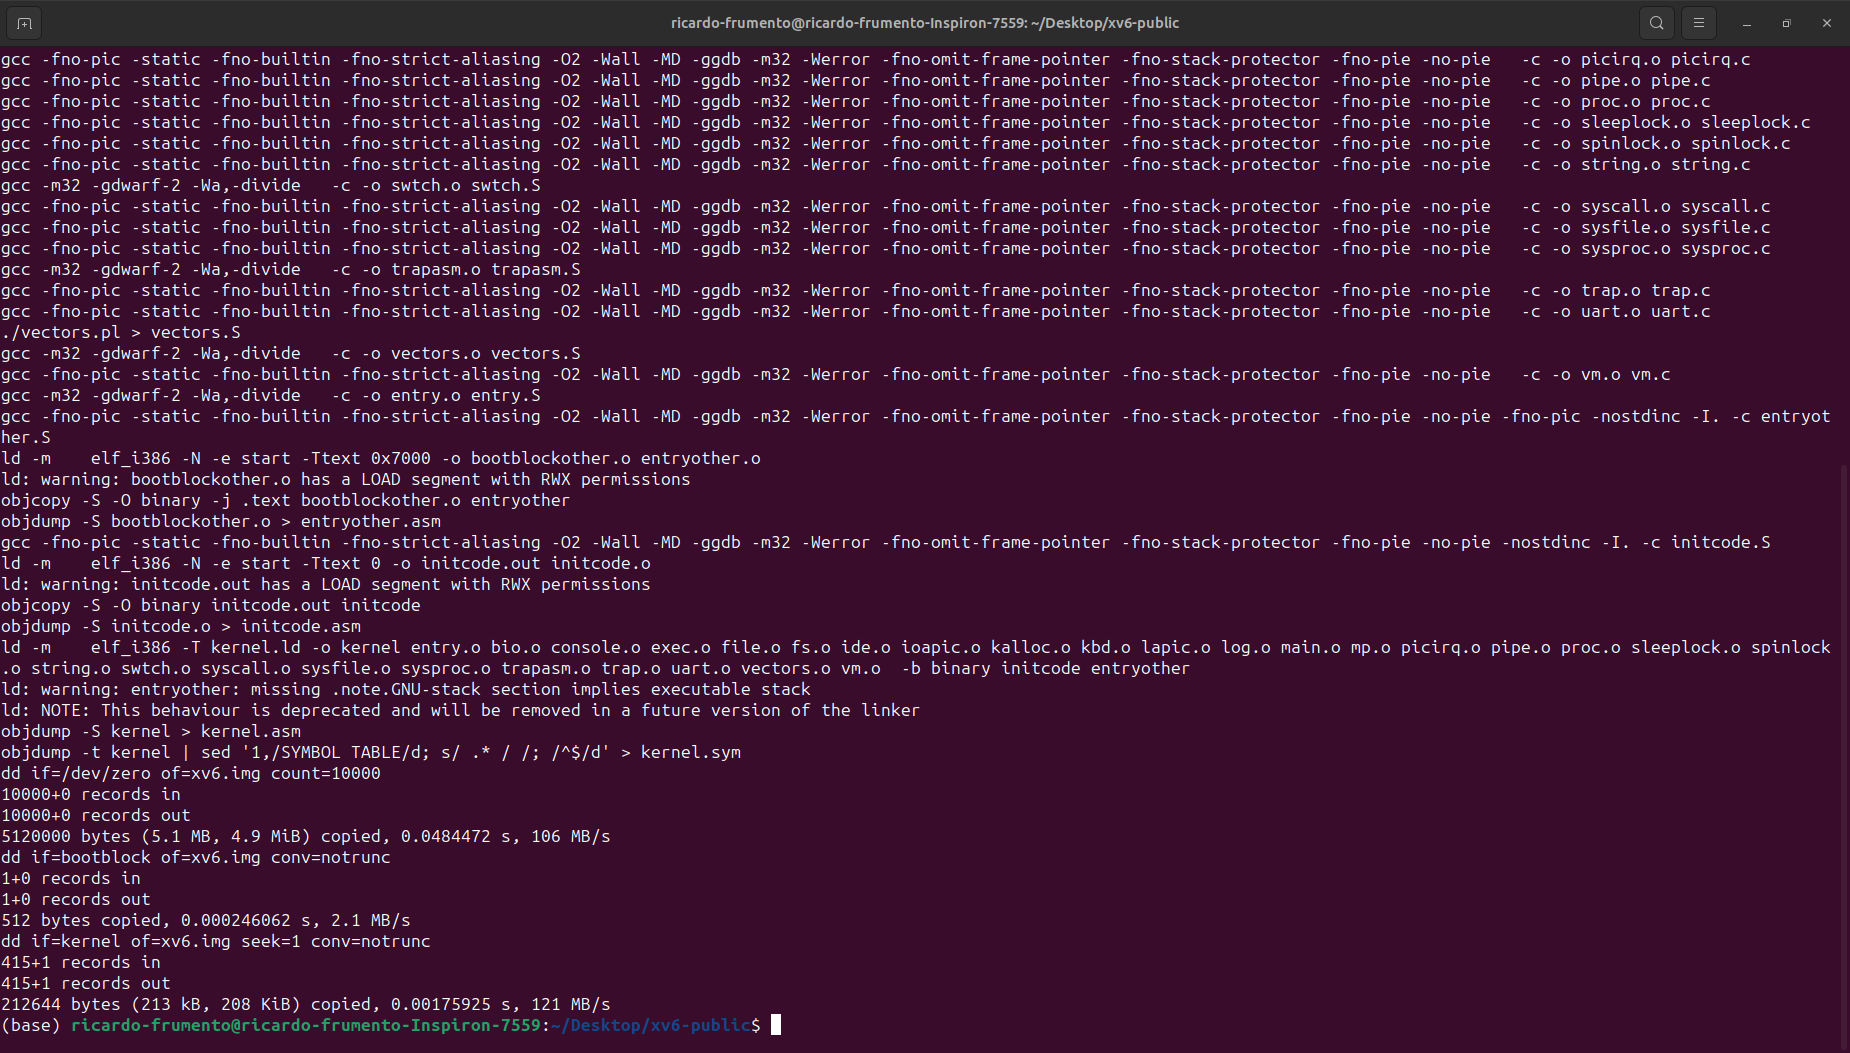 ricardo-frumento@ricardo-frumento-Inspiron-7559: ~/Desktop/xv6-public
gcc -fno-pic -static -fno-builtin -fno-strict-aliasing -O2 -Wall -MD -ggdb -m32 -Werror -fno-omit-frame-pointer -fno-stack-protector -fno-pie -no-pie   -c -o picirq.o picirq.c
gcc -fno-pic -static -fno-builtin -fno-strict-aliasing -O2 -Wall -MD -ggdb -m32 -Werror -fno-omit-frame-pointer -fno-stack-protector -fno-pie -no-pie   -c -o pipe.o pipe.c
gcc -fno-pic -static -fno-builtin -fno-strict-aliasing -O2 -Wall -MD -ggdb -m32 -Werror -fno-omit-frame-pointer -fno-stack-protector -fno-pie -no-pie   -c -o proc.o proc.c
gcc -fno-pic -static -fno-builtin -fno-strict-aliasing -O2 -Wall -MD -ggdb -m32 -Werror -fno-omit-frame-pointer -fno-stack-protector -fno-pie -no-pie   -c -o sleeplock.o sleeplock.c
gcc -fno-pic -static -fno-builtin -fno-strict-aliasing -O2 -Wall -MD -ggdb -m32 -Werror -fno-omit-frame-pointer -fno-stack-protector -fno-pie -no-pie   -c -o spinlock.o spinlock.c
gcc -fno-pic -static -fno-builtin -fno-strict-aliasing -O2 -Wall -MD -ggdb -m32 -Werror -fno-omit-frame-pointer -fno-stack-protector -fno-pie -no-pie   -c -o string.o string.c
gcc -m32 -gdwarf-2 -Wa,-divide   -c -o swtch.o swtch.S
gcc -fno-pic -static -fno-builtin -fno-strict-aliasing -O2 -Wall -MD -ggdb -m32 -Werror -fno-omit-frame-pointer -fno-stack-protector -fno-pie -no-pie   -c -o syscall.o syscall.c
gcc -fno-pic -static -fno-builtin -fno-strict-aliasing -O2 -Wall -MD -ggdb -m32 -Werror -fno-omit-frame-pointer -fno-stack-protector -fno-pie -no-pie   -c -o sysfile.o sysfile.c
gcc -fno-pic -static -fno-builtin -fno-strict-aliasing -O2 -Wall -MD -ggdb -m32 -Werror -fno-omit-frame-pointer -fno-stack-protector -fno-pie -no-pie   -c -o sysproc.o sysproc.c
gcc -m32 -gdwarf-2 -Wa,-divide   -c -o trapasm.o trapasm.S
gcc -fno-pic -static -fno-builtin -fno-strict-aliasing -O2 -Wall -MD -ggdb -m32 -Werror -fno-omit-frame-pointer -fno-stack-protector -fno-pie -no-pie   -c -o trap.o trap.c
gcc -fno-pic -static -fno-builtin -fno-strict-aliasing -O2 -Wall -MD -ggdb -m32 -Werror -fno-omit-frame-pointer -fno-stack-protector -fno-pie -no-pie   -c -o uart.o uart.c
./vectors.pl > vectors.S
gcc -m32 -gdwarf-2 -Wa,-divide   -c -o vectors.o vectors.S
gcc -fno-pic -static -fno-builtin -fno-strict-aliasing -O2 -Wall -MD -ggdb -m32 -Werror -fno-omit-frame-pointer -fno-stack-protector -fno-pie -no-pie   -c -o vm.o vm.c
gcc -m32 -gdwarf-2 -Wa,-divide   -c -o entry.o entry.S
gcc -fno-pic -static -fno-builtin -fno-strict-aliasing -O2 -Wall -MD -ggdb -m32 -Werror -fno-omit-frame-pointer -fno-stack-protector -fno-pie -no-pie -fno-pic -nostdinc -I. -c entryot
her.S
ld -m    elf_i386 -N -e start -Ttext 0x7000 -o bootblockother.o entryother.o
ld: warning: bootblockother.o has a LOAD segment with RWX permissions
objcopy -S -O binary -j .text bootblockother.o entryother
objdump -S bootblockother.o > entryother.asm
gcc -fno-pic -static -fno-builtin -fno-strict-aliasing -O2 -Wall -MD -ggdb -m32 -Werror -fno-omit-frame-pointer -fno-stack-protector -fno-pie -no-pie -nostdinc -I. -c initcode.S
ld -m    elf_i386 -N -e start -Ttext 0 -o initcode.out initcode.o
ld: warning: initcode.out has a LOAD segment with RWX permissions
objcopy -S -O binary initcode.out initcode
objdump -S initcode.o > initcode.asm
ld -m    elf_i386 -T kernel.ld -o kernel entry.o bio.o console.o exec.o file.o fs.o ide.o ioapic.o kalloc.o kbd.o lapic.o log.o main.o mp.o picirq.o pipe.o proc.o sleeplock.o spinlock
.o string.o swtch.o syscall.o sysfile.o sysproc.o trapasm.o trap.o uart.o vectors.o vm.o  -b binary initcode entryother
ld: warning: entryother: missing .note.GNU-stack section implies executable stack
ld: NOTE: This behaviour is deprecated and will be removed in a future version of the linker
objdump -S kernel > kernel.asm
objdump -t kernel | sed '1,/SYMBOL TABLE/d; s/ .* / /; /^$/d' > kernel.sym
dd if=/dev/zero of=xv6.img count=10000
10000+0 records in
10000+0 records out
5120000 bytes (5.1 MB, 4.9 MiB) copied, 0.0484472 s, 106 MB/s
dd if=bootblock of=xv6.img conv=notrunc
1+0 records in
1+0 records out
512 bytes copied, 0.000246062 s, 2.1 MB/s
dd if=kernel of=xv6.img seek=1 conv=notrunc
415+1 records in
415+1 records out
212644 bytes (213 kB, 208 KiB) copied, 0.00175925 s, 121 MB/s
(base) ricardo-frumento@ricardo-frumento-Inspiron-7559:~/Desktop/xv6-public$